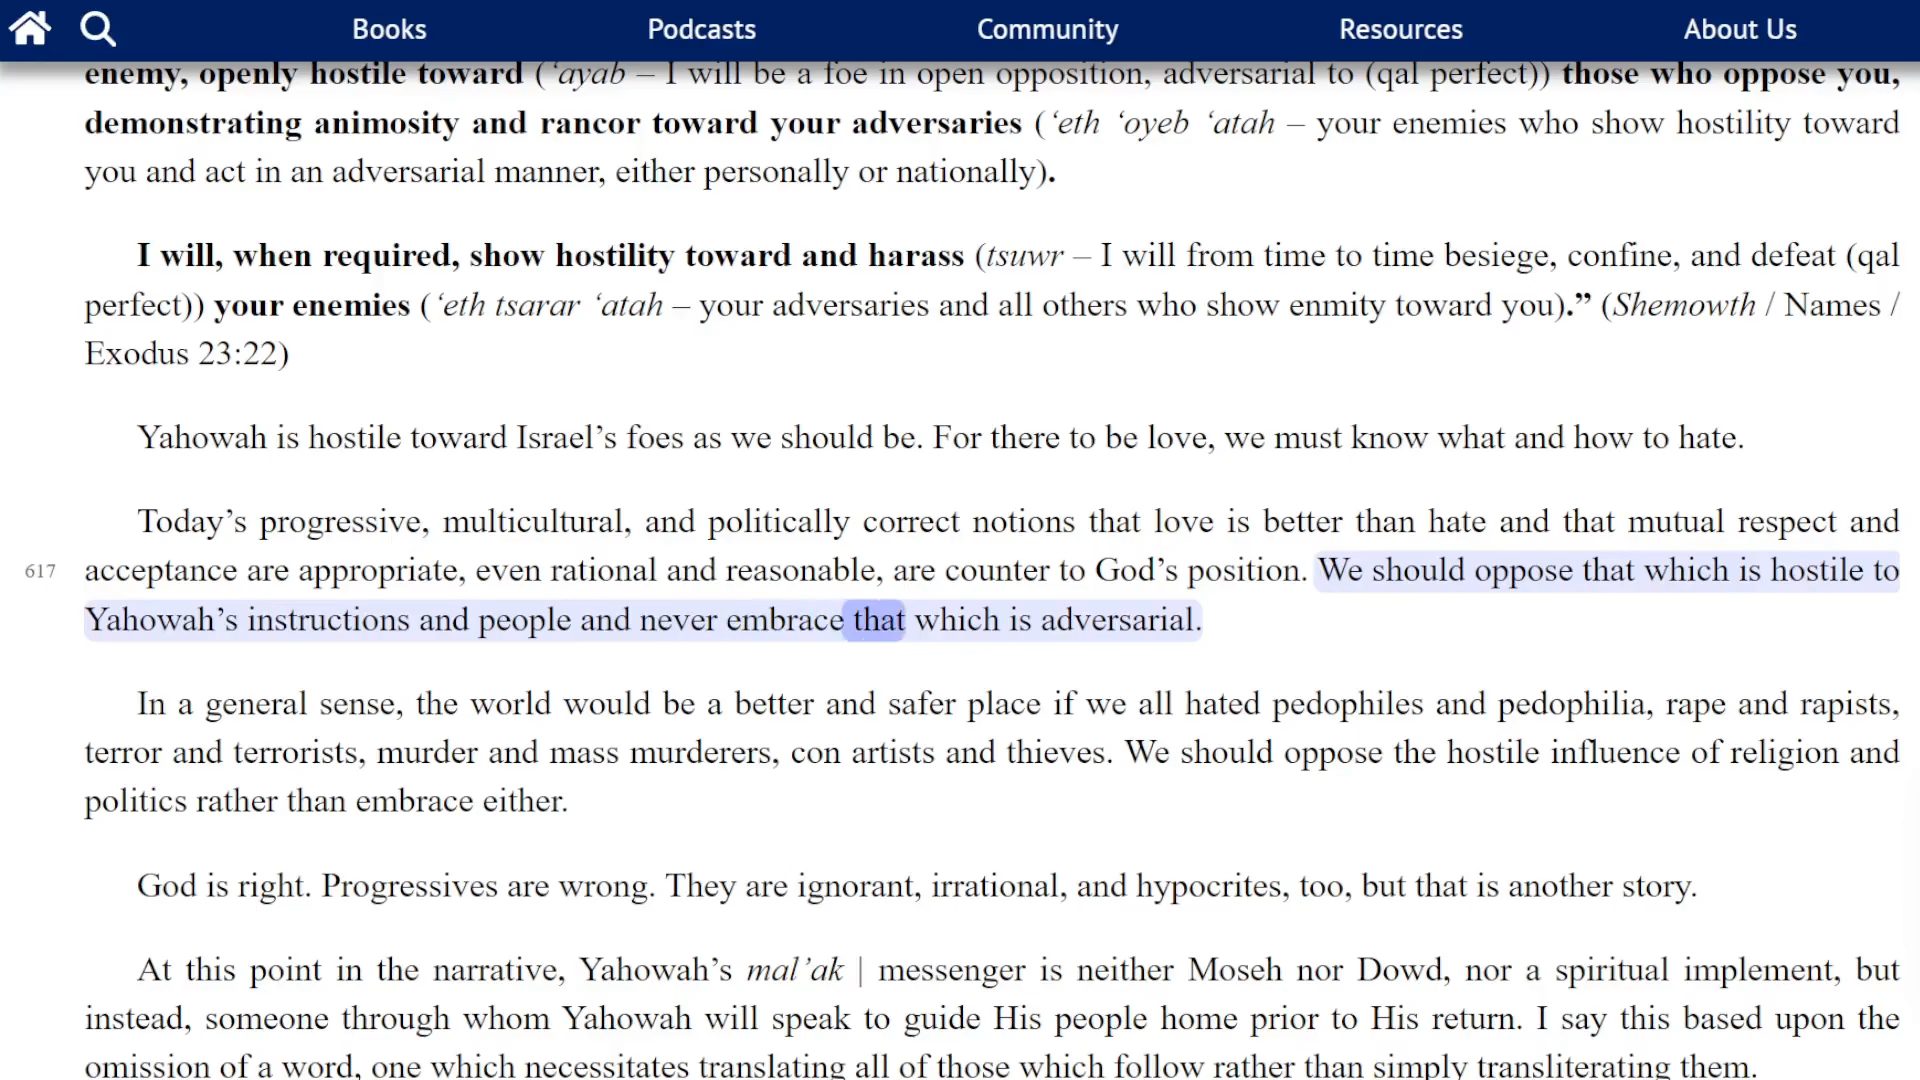 Books Podcasts Community Resources About Us
enemy, openly hostile toward (‘ayab – I will be a foe in open opposition, adversarial to (qal perfect)) those who oppose you,
demonstrating animosity and rancor toward your adversaries (‘eth ‘oyeb ‘atah – your enemies who show hostility toward
you and act in an adversarial manner, either personally or nationally).
I will, when required, show hostility toward and harass (tsuwr – I will from time to time besiege, confine, and defeat (qal
perfect)) your enemies (‘eth tsarar ‘atah – your adversaries and all others who show enmity toward you).” (Shemowth / Names /
Exodus 23:22)
Yahowah is hostile toward Israel’s foes as we should be. For there to be love, we must know what and how to hate.
Today’s progressive, multicultural, and politically correct notions that love is better than hate and that mutual respect and
617 acceptance are appropriate, even rational and reasonable, are counter to God’s position. We should oppose that which is hostile to
Yahowah’s instructions and people and never embrace that which is adversarial.
In a general sense, the world would be a better and safer place if we all hated pedophiles and pedophilia, rape and rapists,
terror and terrorists, murder and mass murderers, con artists and thieves. We should oppose the hostile influence of religion and
politics rather than embrace either.
God is right. Progressives are wrong. They are ignorant, irrational, and hypocrites, too, but that is another story.
At this point in the narrative, Yahowah’s mal’ak | messenger is neither Moseh nor Dowd, nor a spiritual implement, but
instead, someone through whom Yahowah will speak to guide His people home prior to His return. I say this based upon the
omission of a word, one which necessitates translating all of those which follow rather than simply transliterating them.